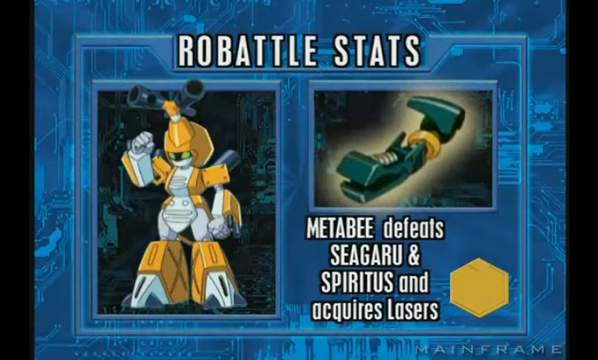 ROBATTLE STATS
METABEE defeats
SEAGARU &
SPIRITUS and
acquires Lasers
MAINFRAME